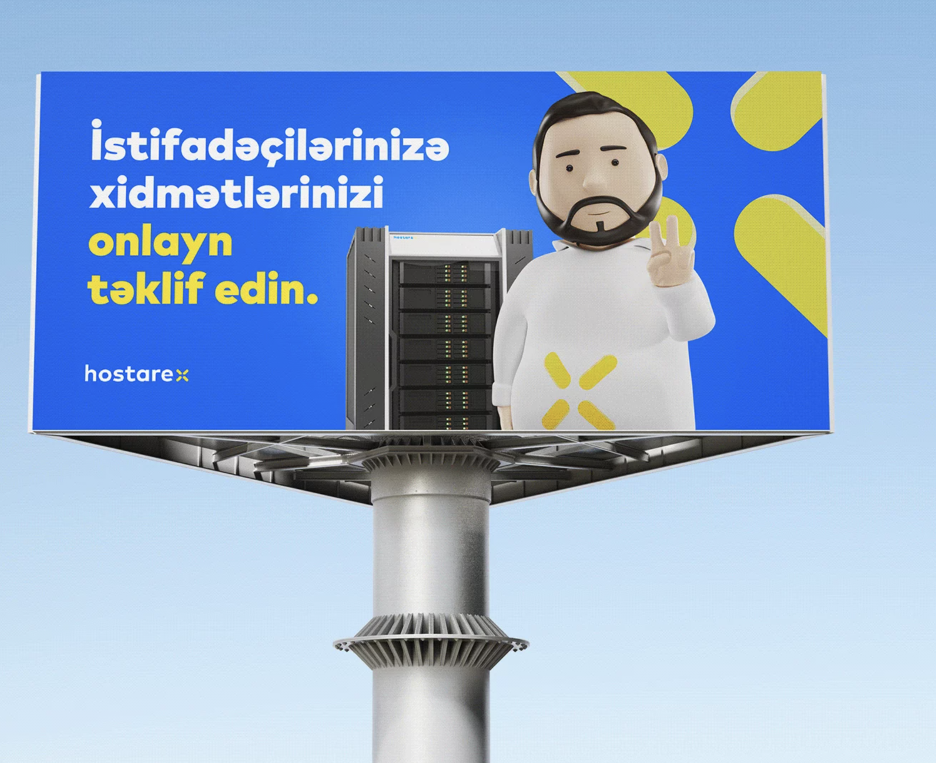 İstifadəçilərinizə
xidmətlərinizi
onlayn
təklif edin.
hostarex